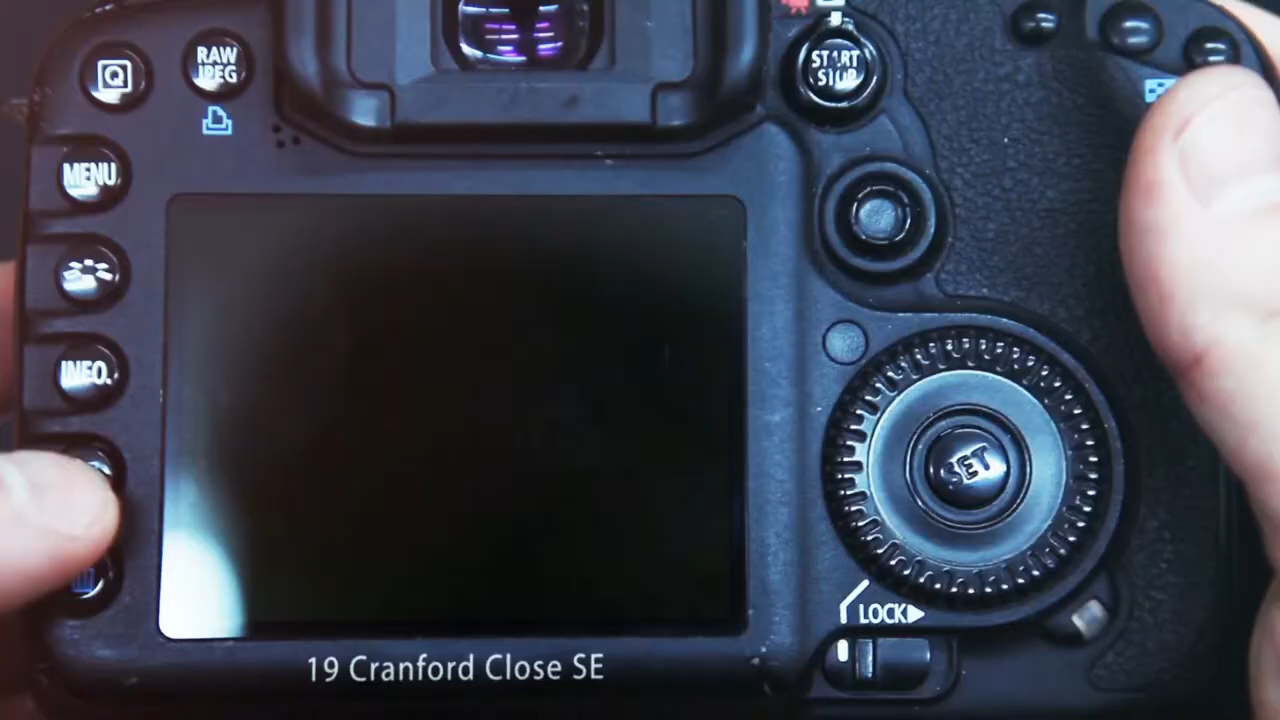 Q
RAW
JPEG
START
STOP
MENU
INFO.
SET
LOCK
19 Cranford Close SE